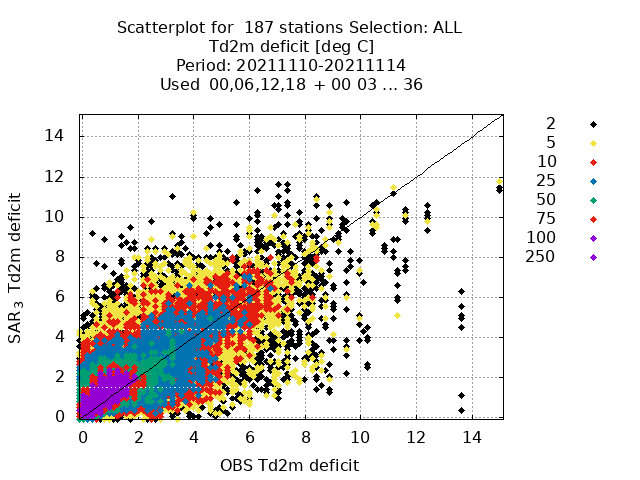 Scatterplot for 187 stations Selection: ALL
Td2m deficit [deg C]
Period: 20211110-20211114
Used 00,06,12,18 + 00 03 ... 36
2
5
10
25
50
75
100
250
14
12
10
8
6
4
2
0
SAR3 Td2m deficit
0 2 4 6 8 10 12 14
OBS Td2m deficit